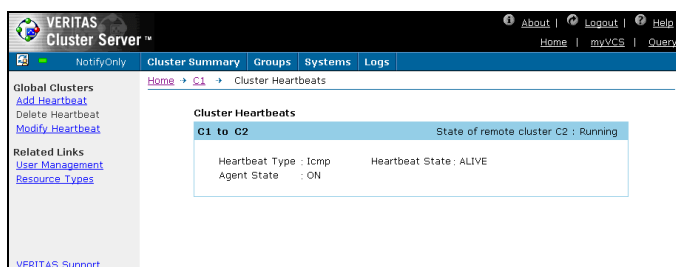 VERITAS
Cluster Server ™
About | Logout | Help
Home | myVCS | Query
NotifyOnly
Cluster Summary Groups Systems Logs
Home → C1 → Cluster Heartbeats
Global Clusters
Add Heartbeat
Delete Heartbeat
Modify Heartbeat
Related Links
User Management
Resource Types
VERITAS Support
Cluster Heartbeats
C1 to C2 State of remote cluster C2 : Running
Heartbeat Type : Icmp Heartbeat State : ALIVE
Agent State : ON